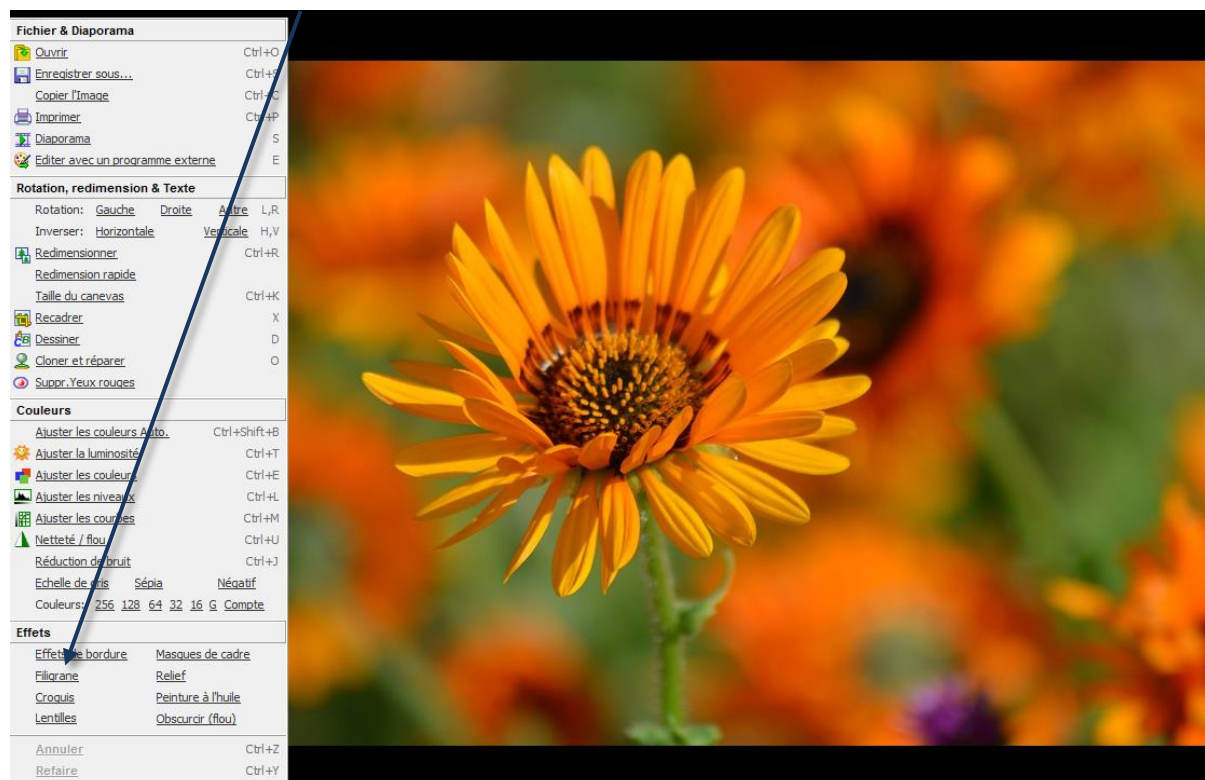 Fichier & Diaporama
Ouvrir Ctrl+O
Enregistrer sous... Ctrl+S
Copier l'Image Ctrl+C
Imprimer Ctrl+P
Diaporama S
Editer avec un programme externe E
Rotation, redimension & Texte
Rotation: Gauche Droite Autre L,R
Inverser: Horizontale Verticale H,V
Redimensionner Ctrl+R
Redimension rapide
Taille du canevas Ctrl+K
Recadrer X
Dessiner D
Cloner et réparer O
Suppr.Yeux rouges
Couleurs
Ajuster les couleurs Auto. Ctrl+Shift+B
Ajuster la luminosité Ctrl+T
Ajuster les couleurs Ctrl+E
Ajuster les niveaux Ctrl+L
Ajuster les courbes Ctrl+M
Netteté / flou Ctrl+U
Réduction de bruit Ctrl+J
Echelle de gris Sépia Négatif
Couleurs: 256 128 64 32 16 G Compte
Effets
Effets de bordure Masques de cadre
Filigrane Relief
Croquis Peinture à l'huile
Lentilles Obscurcir (flou)
Annuler Ctrl+Z
Refaire Ctrl+Y